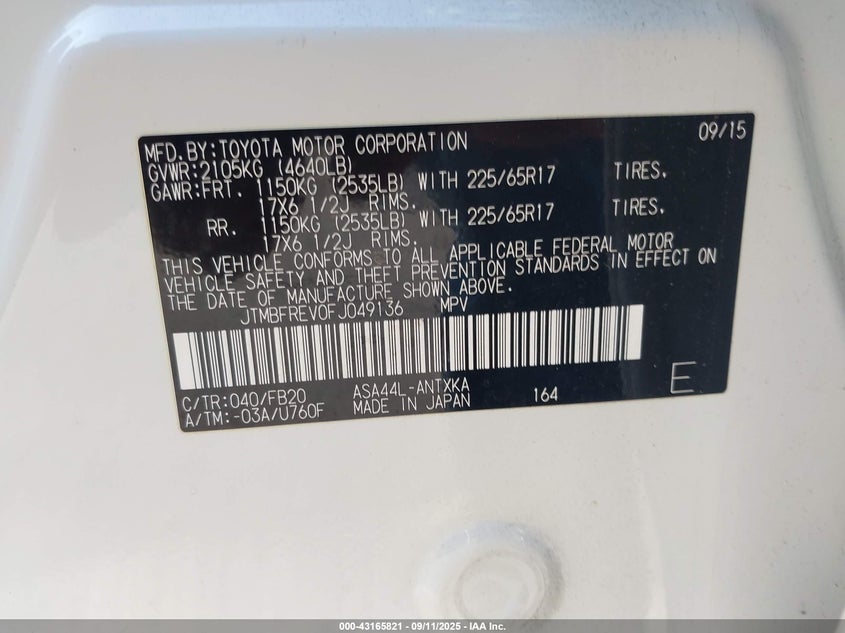 MFD.BY:TOYOTA MOTOR CORPORATION 09/15
GVWR:2105KG (4640LB)
GAWR:FRT. 1150KG (2535LB) WITH 225/65R17 TIRES.
17X6 1/2J RIMS.
RR. 1150KG (2535LB) WITH 225/65R17 TIRES.
17X6 1/2J RIMS.
THIS VEHICLE CONFORMS TO ALL APPLICABLE FEDERAL MOTOR
VEHICLE SAFETY AND THEFT PREVENTION STANDARDS IN EFFECT ON
THE DATE OF MANUFACTURE SHOWN ABOVE.
JTMBFREV0FJ049136 MPV
C/TR:040/FB20 ASA44L-ANTXKA 164 E
A/TM:-03A/U760F MADE IN JAPAN
000-43165821 - 09/11/2025 - IAA Inc.